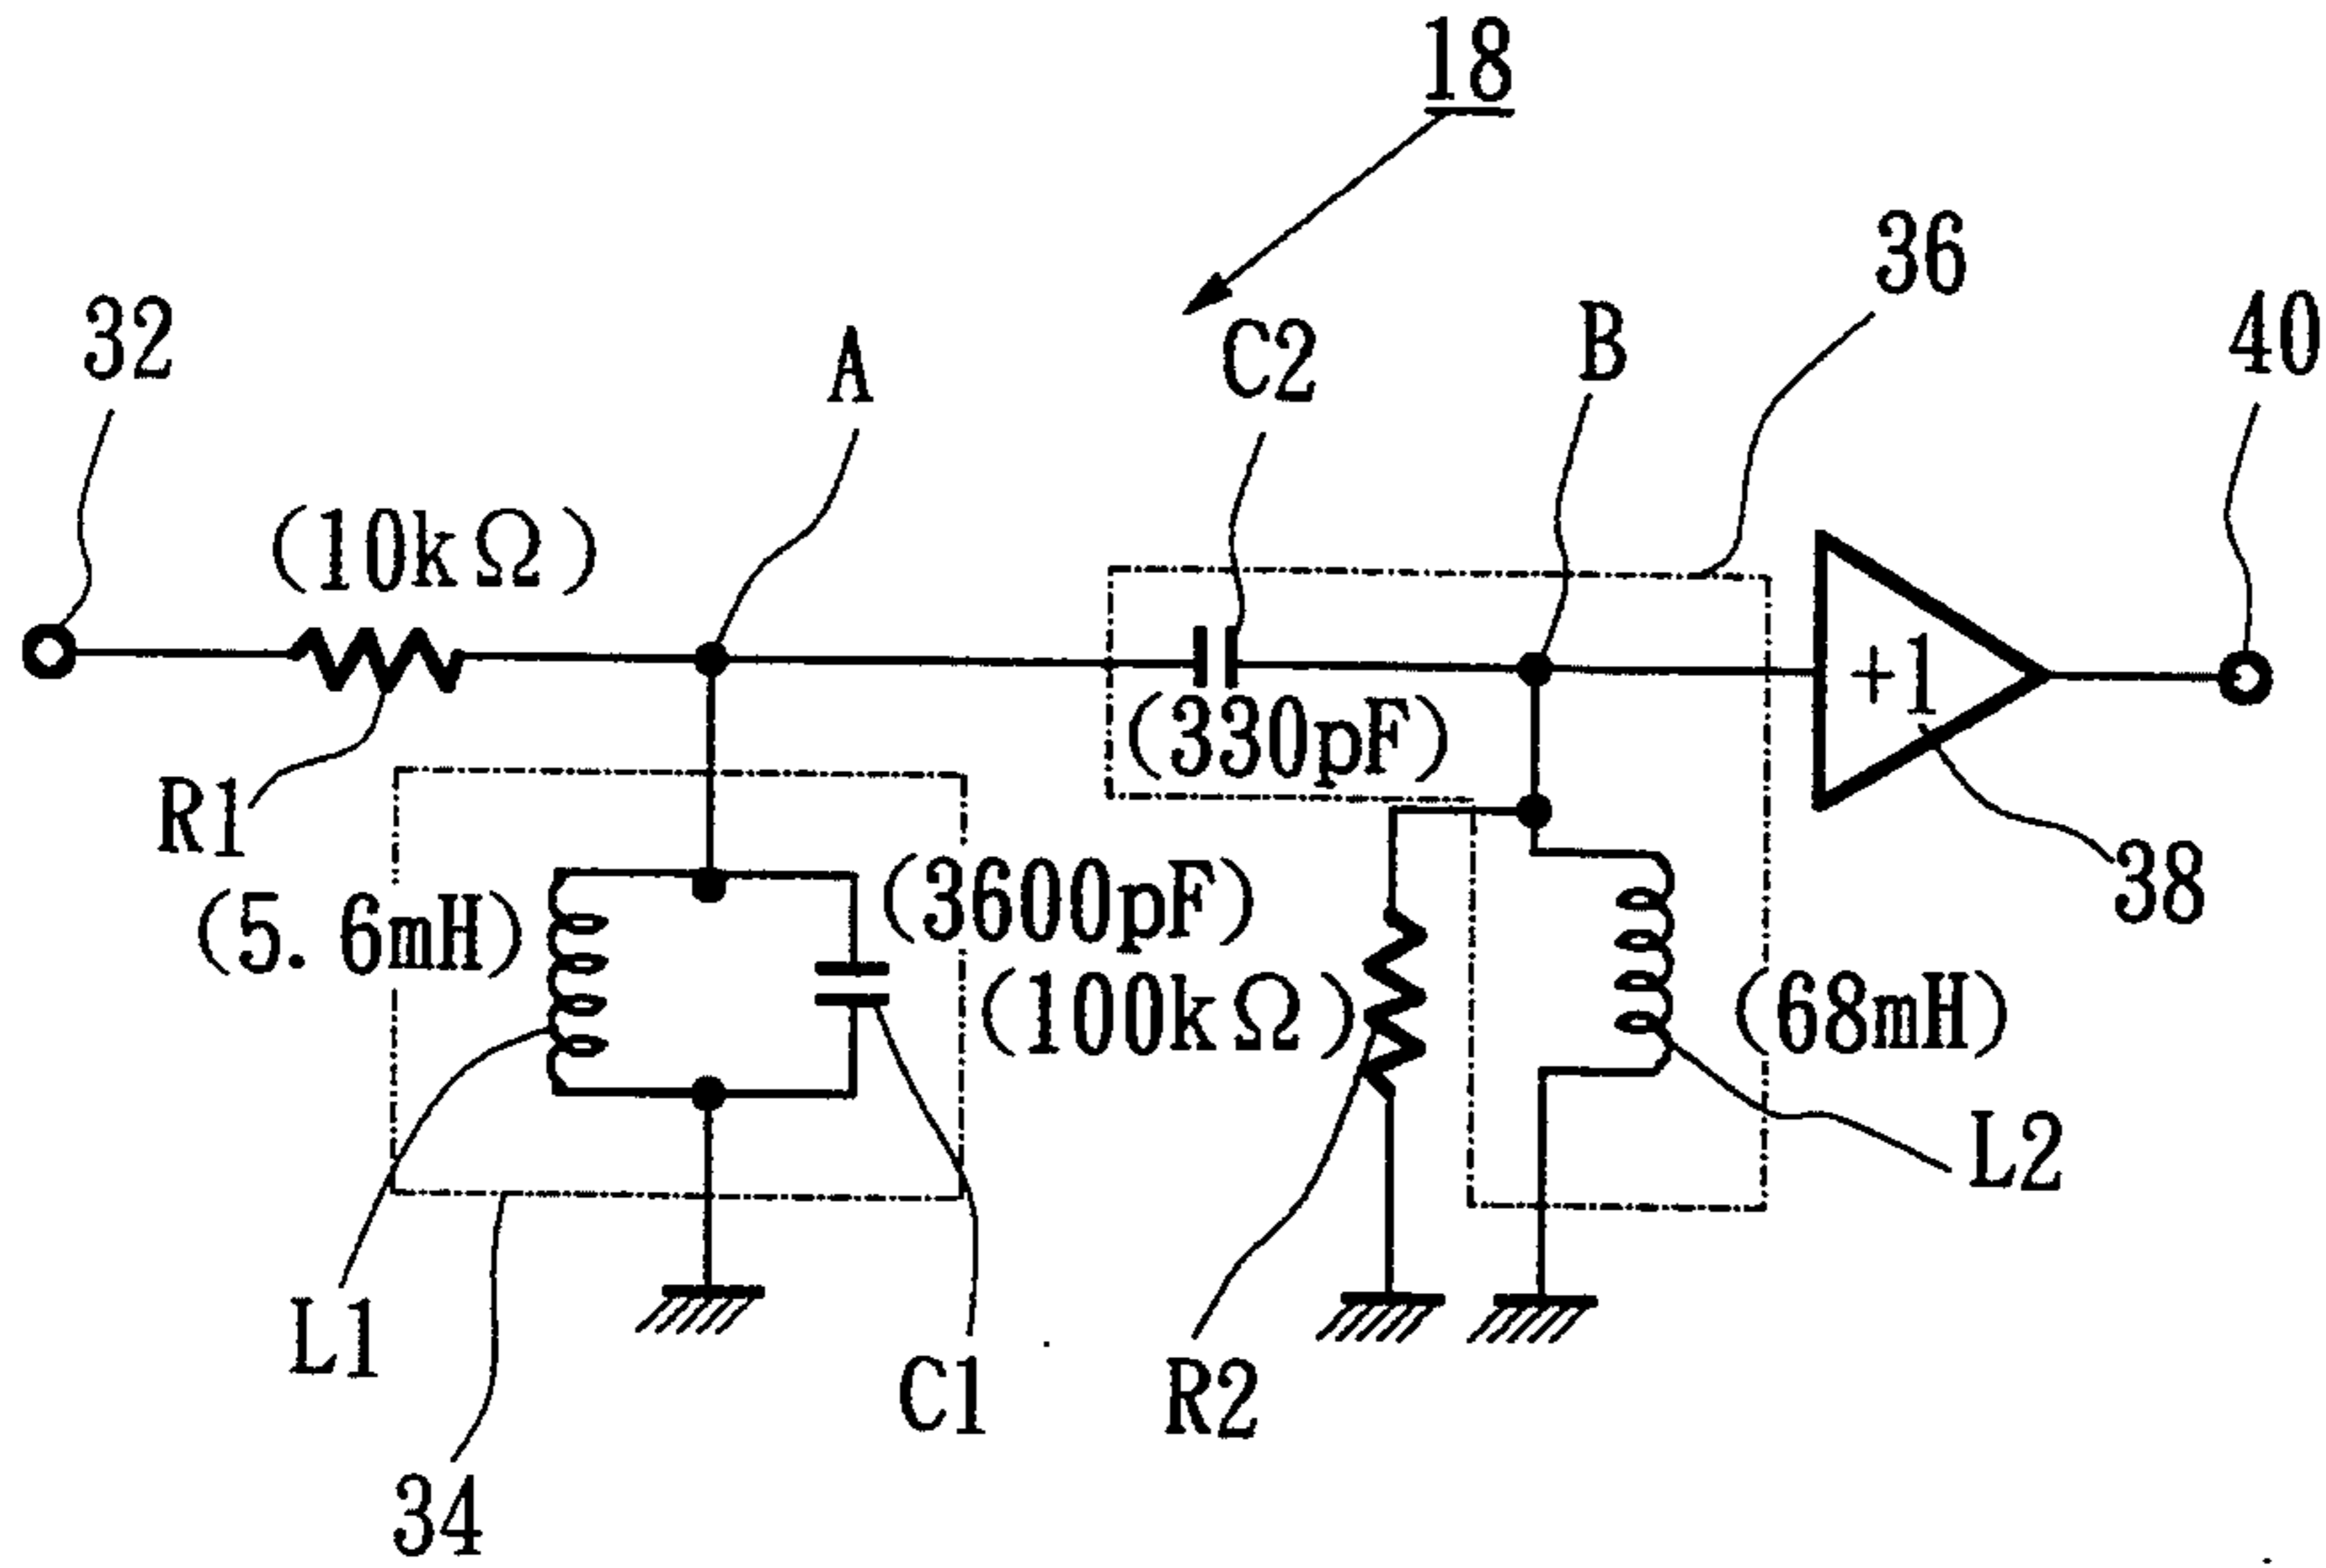 18
36
32
A
C2
B
40
(10kΩ)
+1
(330pF)
R1
(5.6mH)
(3600pF)
38
(100kΩ)
(68mH)
L2
L1
C1
R2
34